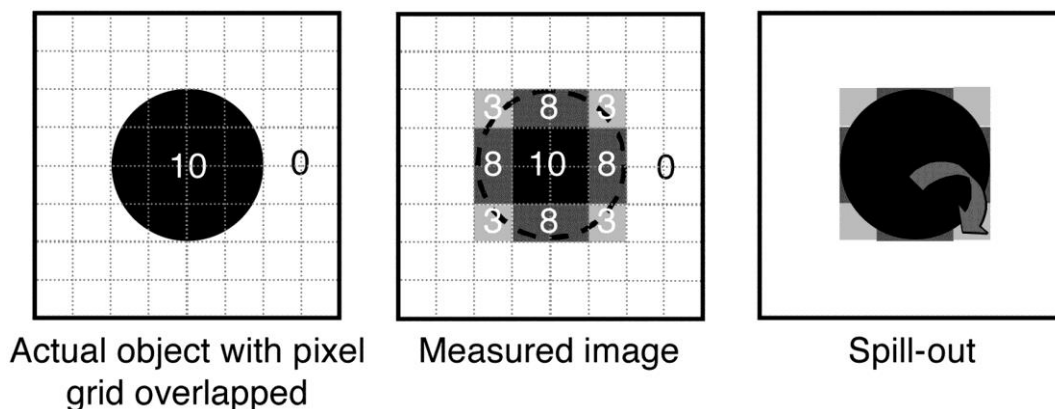 10
0
3 8 3
8 10 8
0
3 8 3
Actual object with pixel
grid overlapped
Measured image
Spill-out